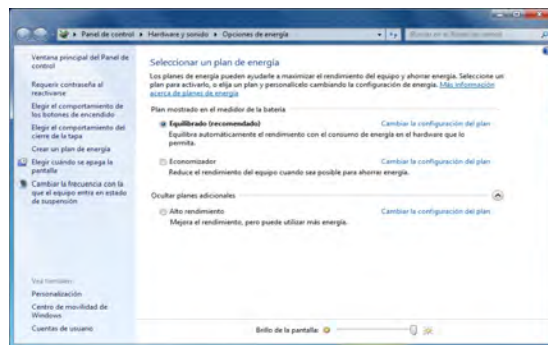 Panel de control ▸ Hardware y sonido ▸ Opciones de energía
Ventana principal del Panel de
control
Requerir contraseña al
reactivarse
Elegir el comportamiento de
los botones de encendido
Elegir el comportamiento del
cierre de la tapa
Crear un plan de energía
Elegir cuándo se apaga la
pantalla
Cambiar la frecuencia con la
que el equipo entra en estado
de suspensión
Vea también
Personalización
Centro de movilidad de
Windows
Cuentas de usuario
Seleccionar un plan de energía
Los planes de energía pueden ayudarle a maximizar el rendimiento del equipo y ahorrar energía. Seleccione un
plan para activarlo, o elija un plan y personalícelo cambiando la configuración de energía. Más información
acerca de planes de energía
Plan mostrado en el medidor de la batería
Equilibrado (recomendado) Cambiar la configuración del plan
Equilibra automáticamente el rendimiento con el consumo de energía en el hardware que lo
permita.
Economizador Cambiar la configuración del plan
Reduce el rendimiento del equipo cuando sea posible para ahorrar energía.
Ocultar planes adicionales
Alto rendimiento Cambiar la configuración del plan
Mejora el rendimiento, pero puede utilizar más energía.
Brillo de la pantalla: